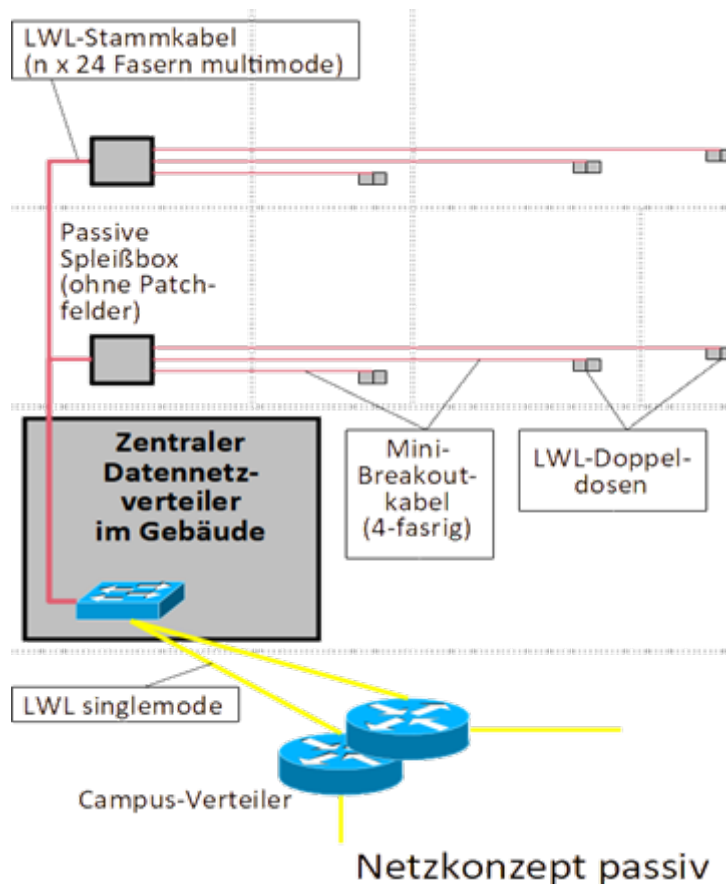 LWL-Stammkabel
(n x 24 Fasern multimode)
Passive
Spleißbox
(ohne Patch-
felder)
Zentraler
Datennetz-
verteiler
im Gebäude
Mini-
Breakout-
kabel
(4-fasrig)
LWL-Doppel-
dosen
LWL singlemode
Campus-Verteiler
Netzkonzept passiv